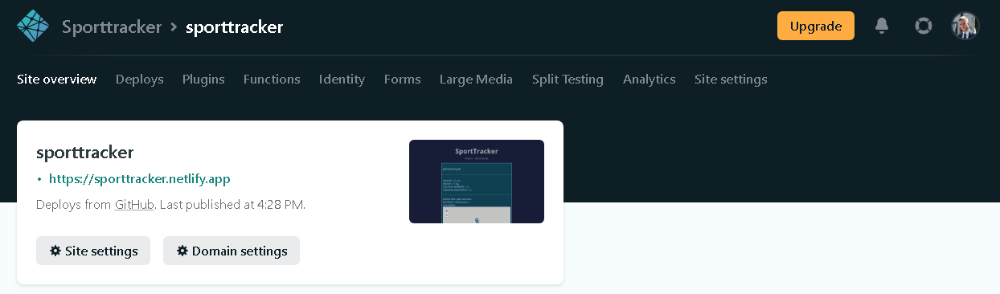 Sporttracker > sporttracker
Upgrade
Site overview Deploys Plugins Functions Identity Forms Large Media Split Testing Analytics Site settings
sporttracker
• https://sporttracker.netlify.app
Deploys from GitHub. Last published at 4:28 PM.
SportTracker
Site settings Domain settings